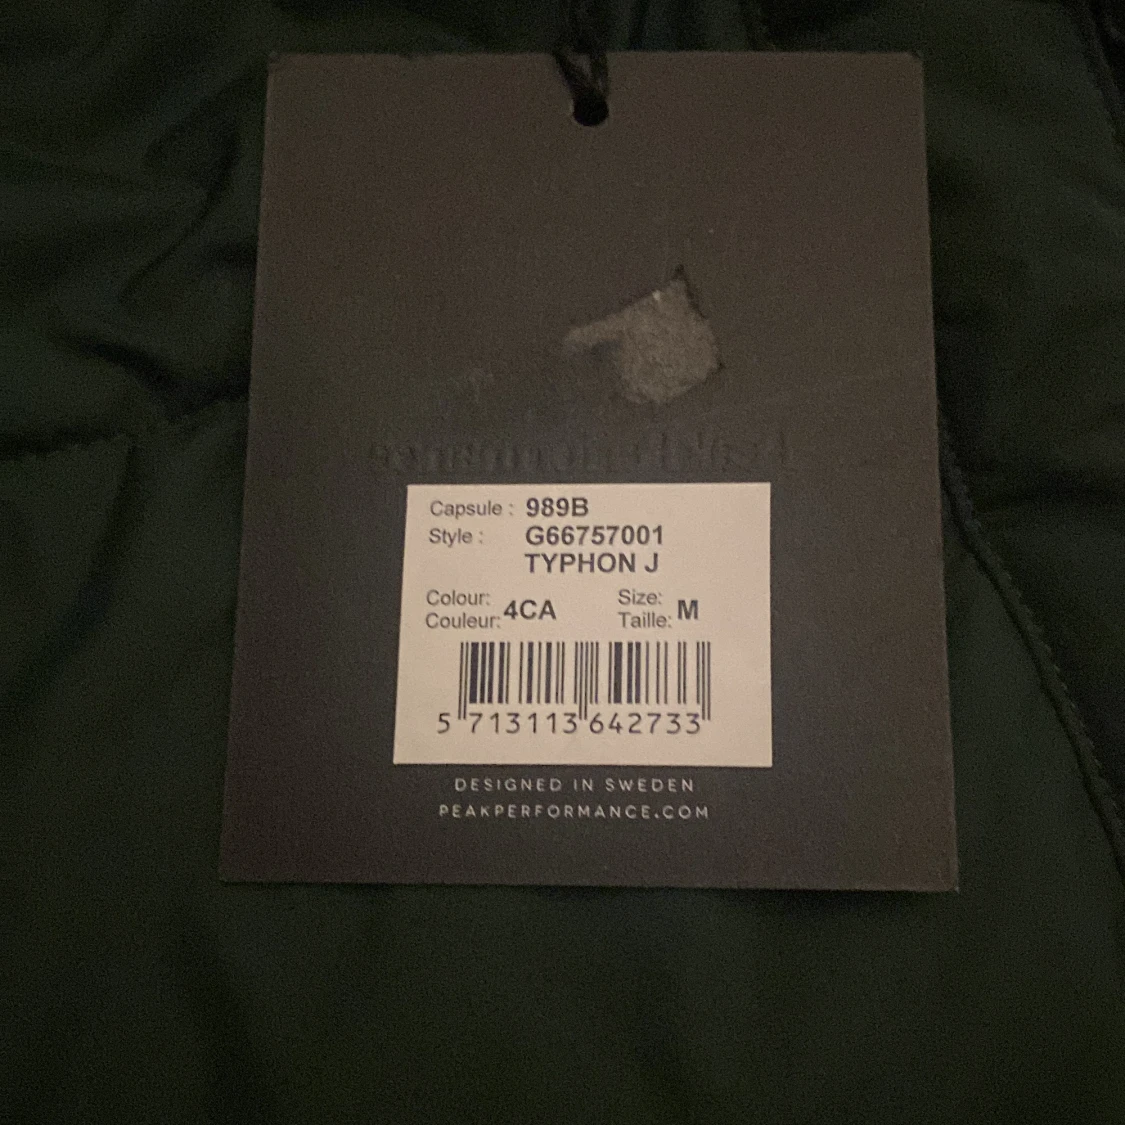 Capsule : 989B
Style : G66757001
TYPHON J
Colour: Size:
Couleur: 4CA Taille: M
5 713113 642733
DESIGNED IN SWEDEN
PEAKPERFORMANCE.COM